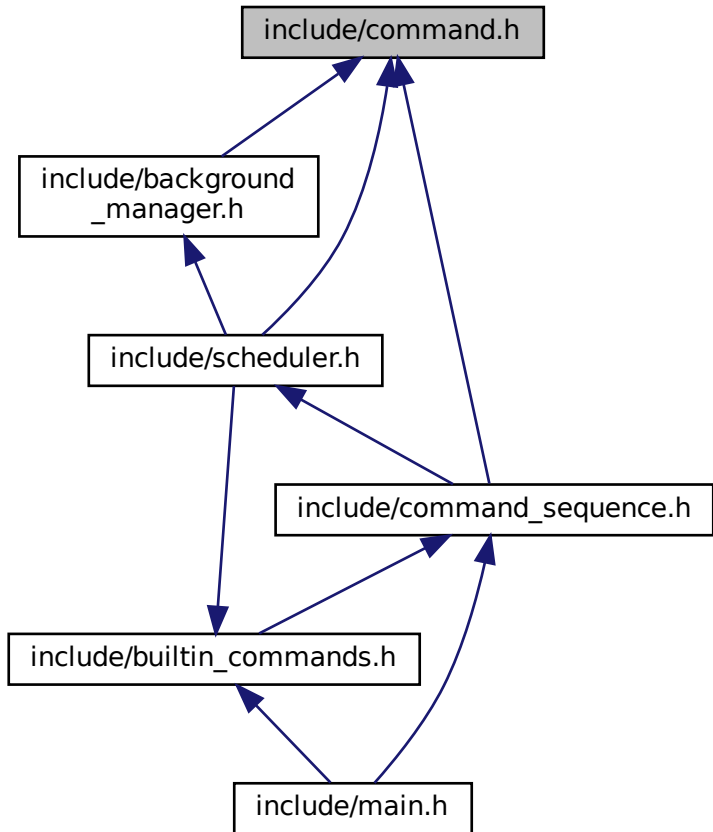 include/command.h
include/background
_manager.h
include/scheduler.h
include/command_sequence.h
include/builtin_commands.h
include/main.h